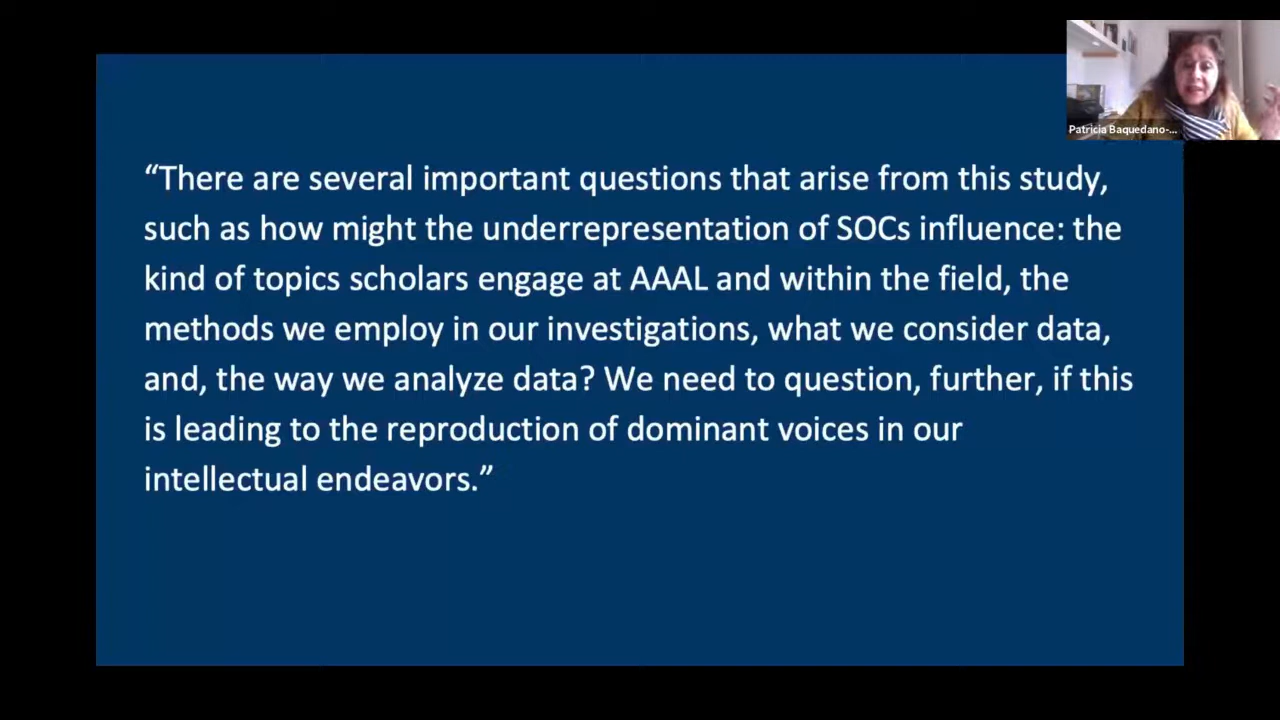 Patricia Baquedano-...
“There are several important questions that arise from this study,
such as how might the underrepresentation of SOCs influence: the
kind of topics scholars engage at AAAL and within the field, the
methods we employ in our investigations, what we consider data,
and, the way we analyze data? We need to question, further, if this
is leading to the reproduction of dominant voices in our
intellectual endeavors.”